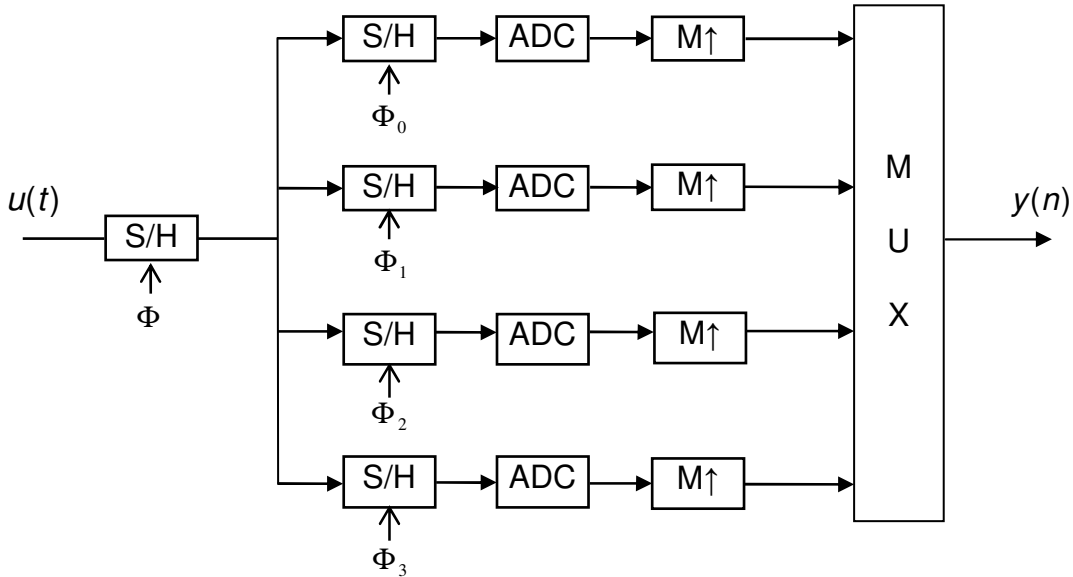 S/H ADC M↑
Φ0
S/H ADC M↑
Φ1
u(t)
S/H
Φ
S/H ADC M↑
Φ2
S/H ADC M↑
Φ3
M
U
X
y(n)